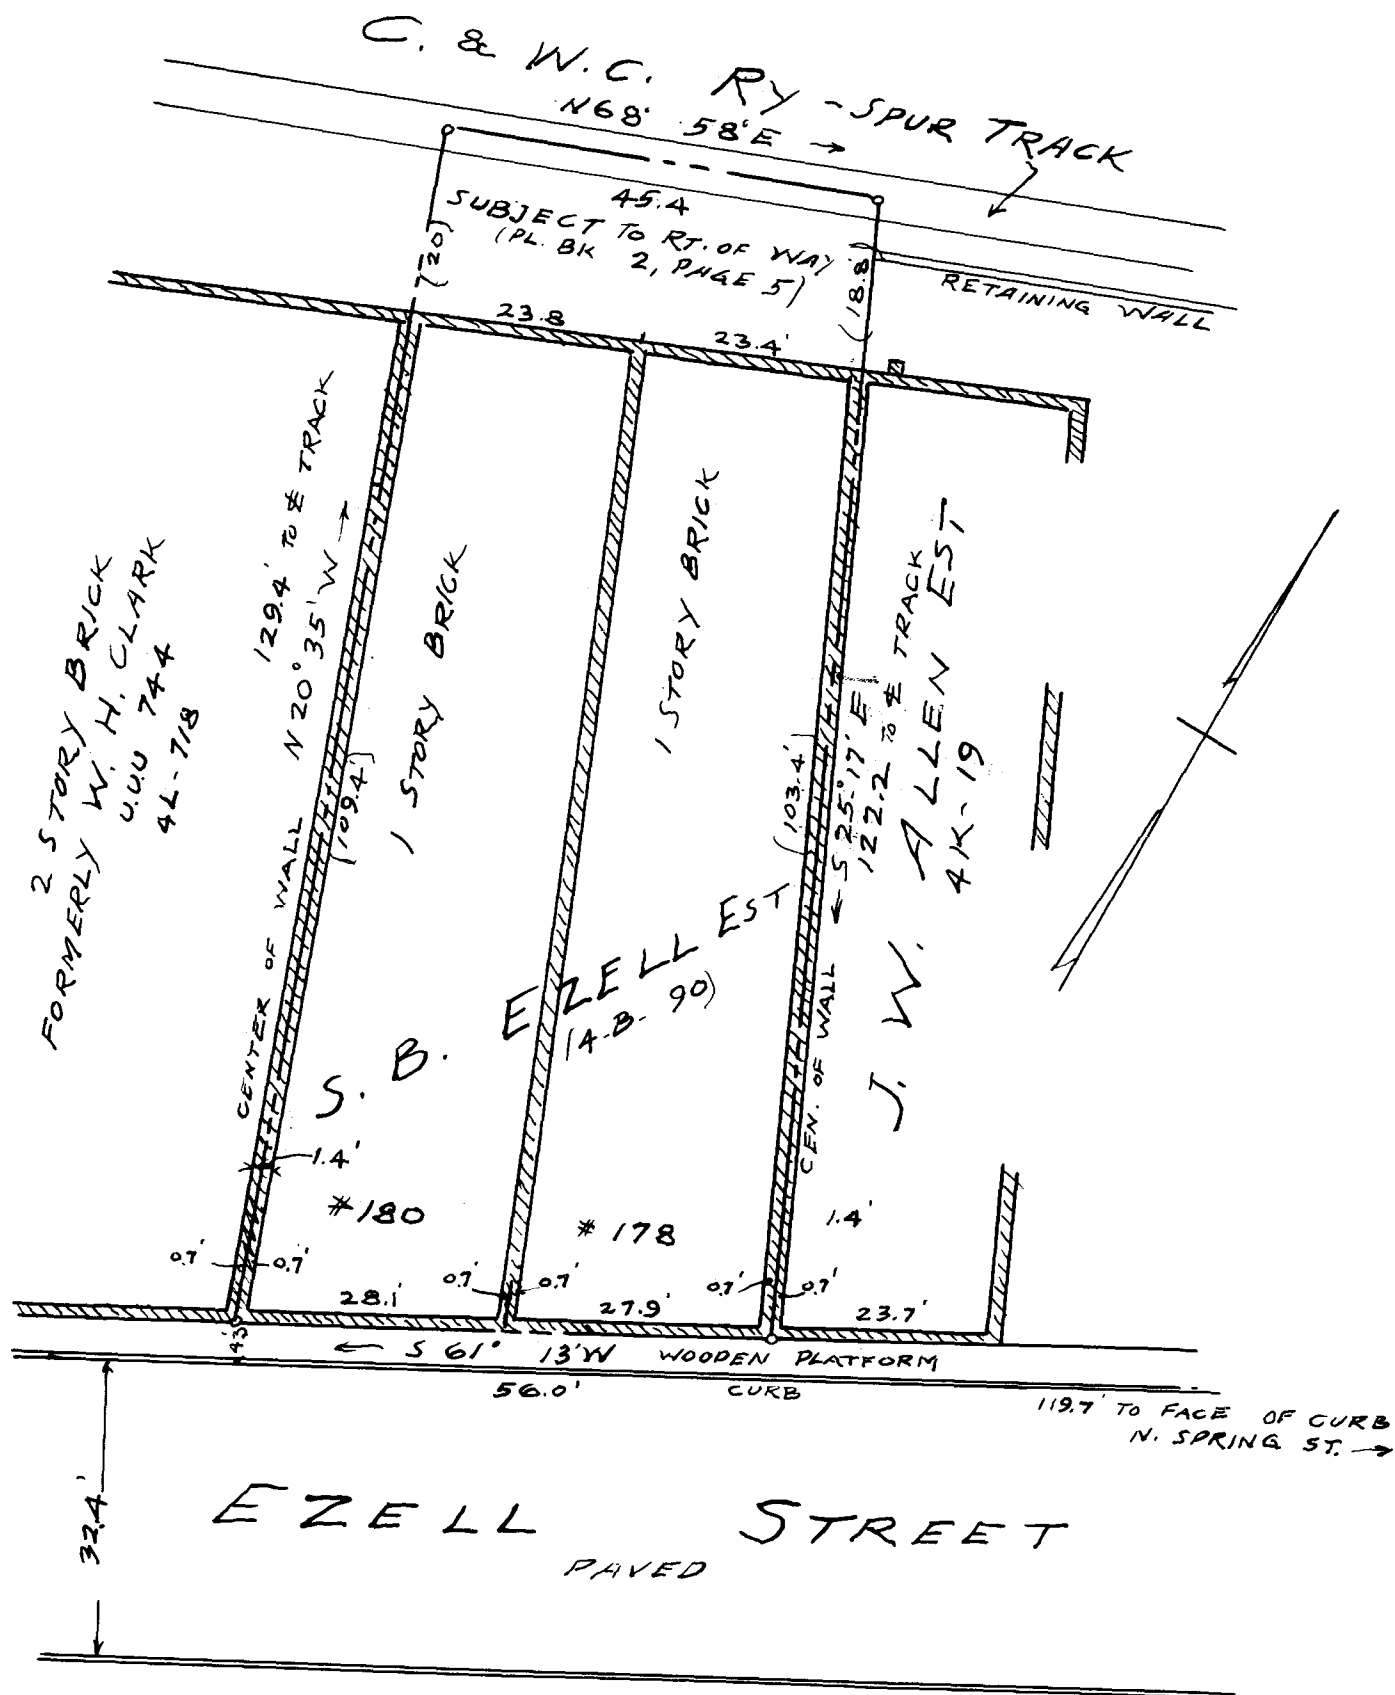 C. & W.C. RY - SPUR TRACK
N68° 58'E →
45.4
SUBJECT TO RT. OF WAY
(PL. BK 2, PAGE 5)
(20)
(18.8)
RETAINING WALL
23.8
23.4'
2 STORY BRICK
FORMERLY W. H. CLARK
U.U.U 744
4L-718
129.4' TO ℄ TRACK
N 20° 35' W →
CENTER OF WALL
(109.4')
1 STORY BRICK
1 STORY BRICK
(103.4')
← S 25° 17' E
122.2 TO ℄ TRACK
CEN. OF WALL
J. W. ALLEN EST
4K-19
S. B. EZELL EST
(4-B- 90)
1.4'
#180
# 178
1.4'
0.7' 0.7'
0.7' 0.7'
0.7' 0.7'
28.1'
27.9'
23.7'
4.3'
← S 61° 13'W WOODEN PLATFORM
56.0' CURB
119.7' TO FACE OF CURB
N. SPRING ST. →
32.4'
EZELL STREET
PAVED